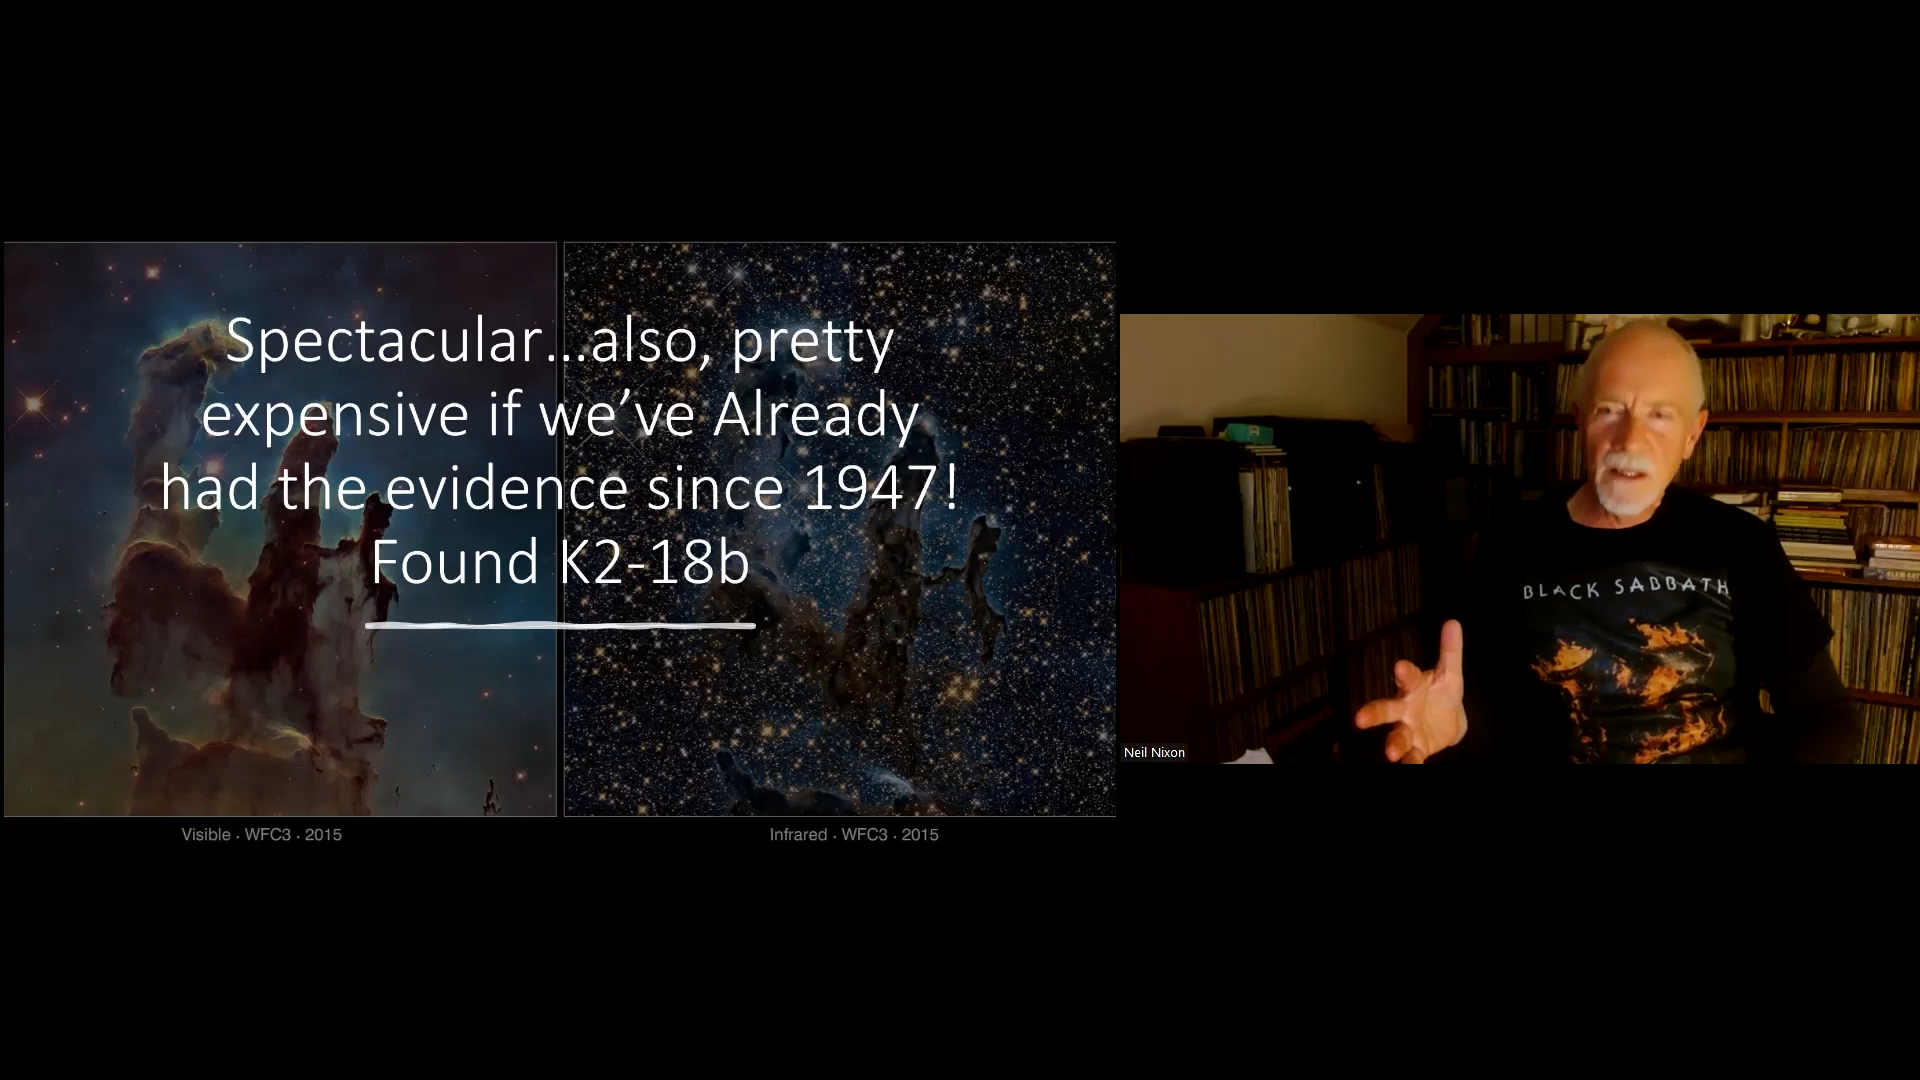 Spectacular...also, pretty
expensive if we’ve Already
had the evidence since 1947!
Found K2-18b
Visible · WFC3 · 2015
Infrared · WFC3 · 2015
BLACK SABBATH
Neil Nixon